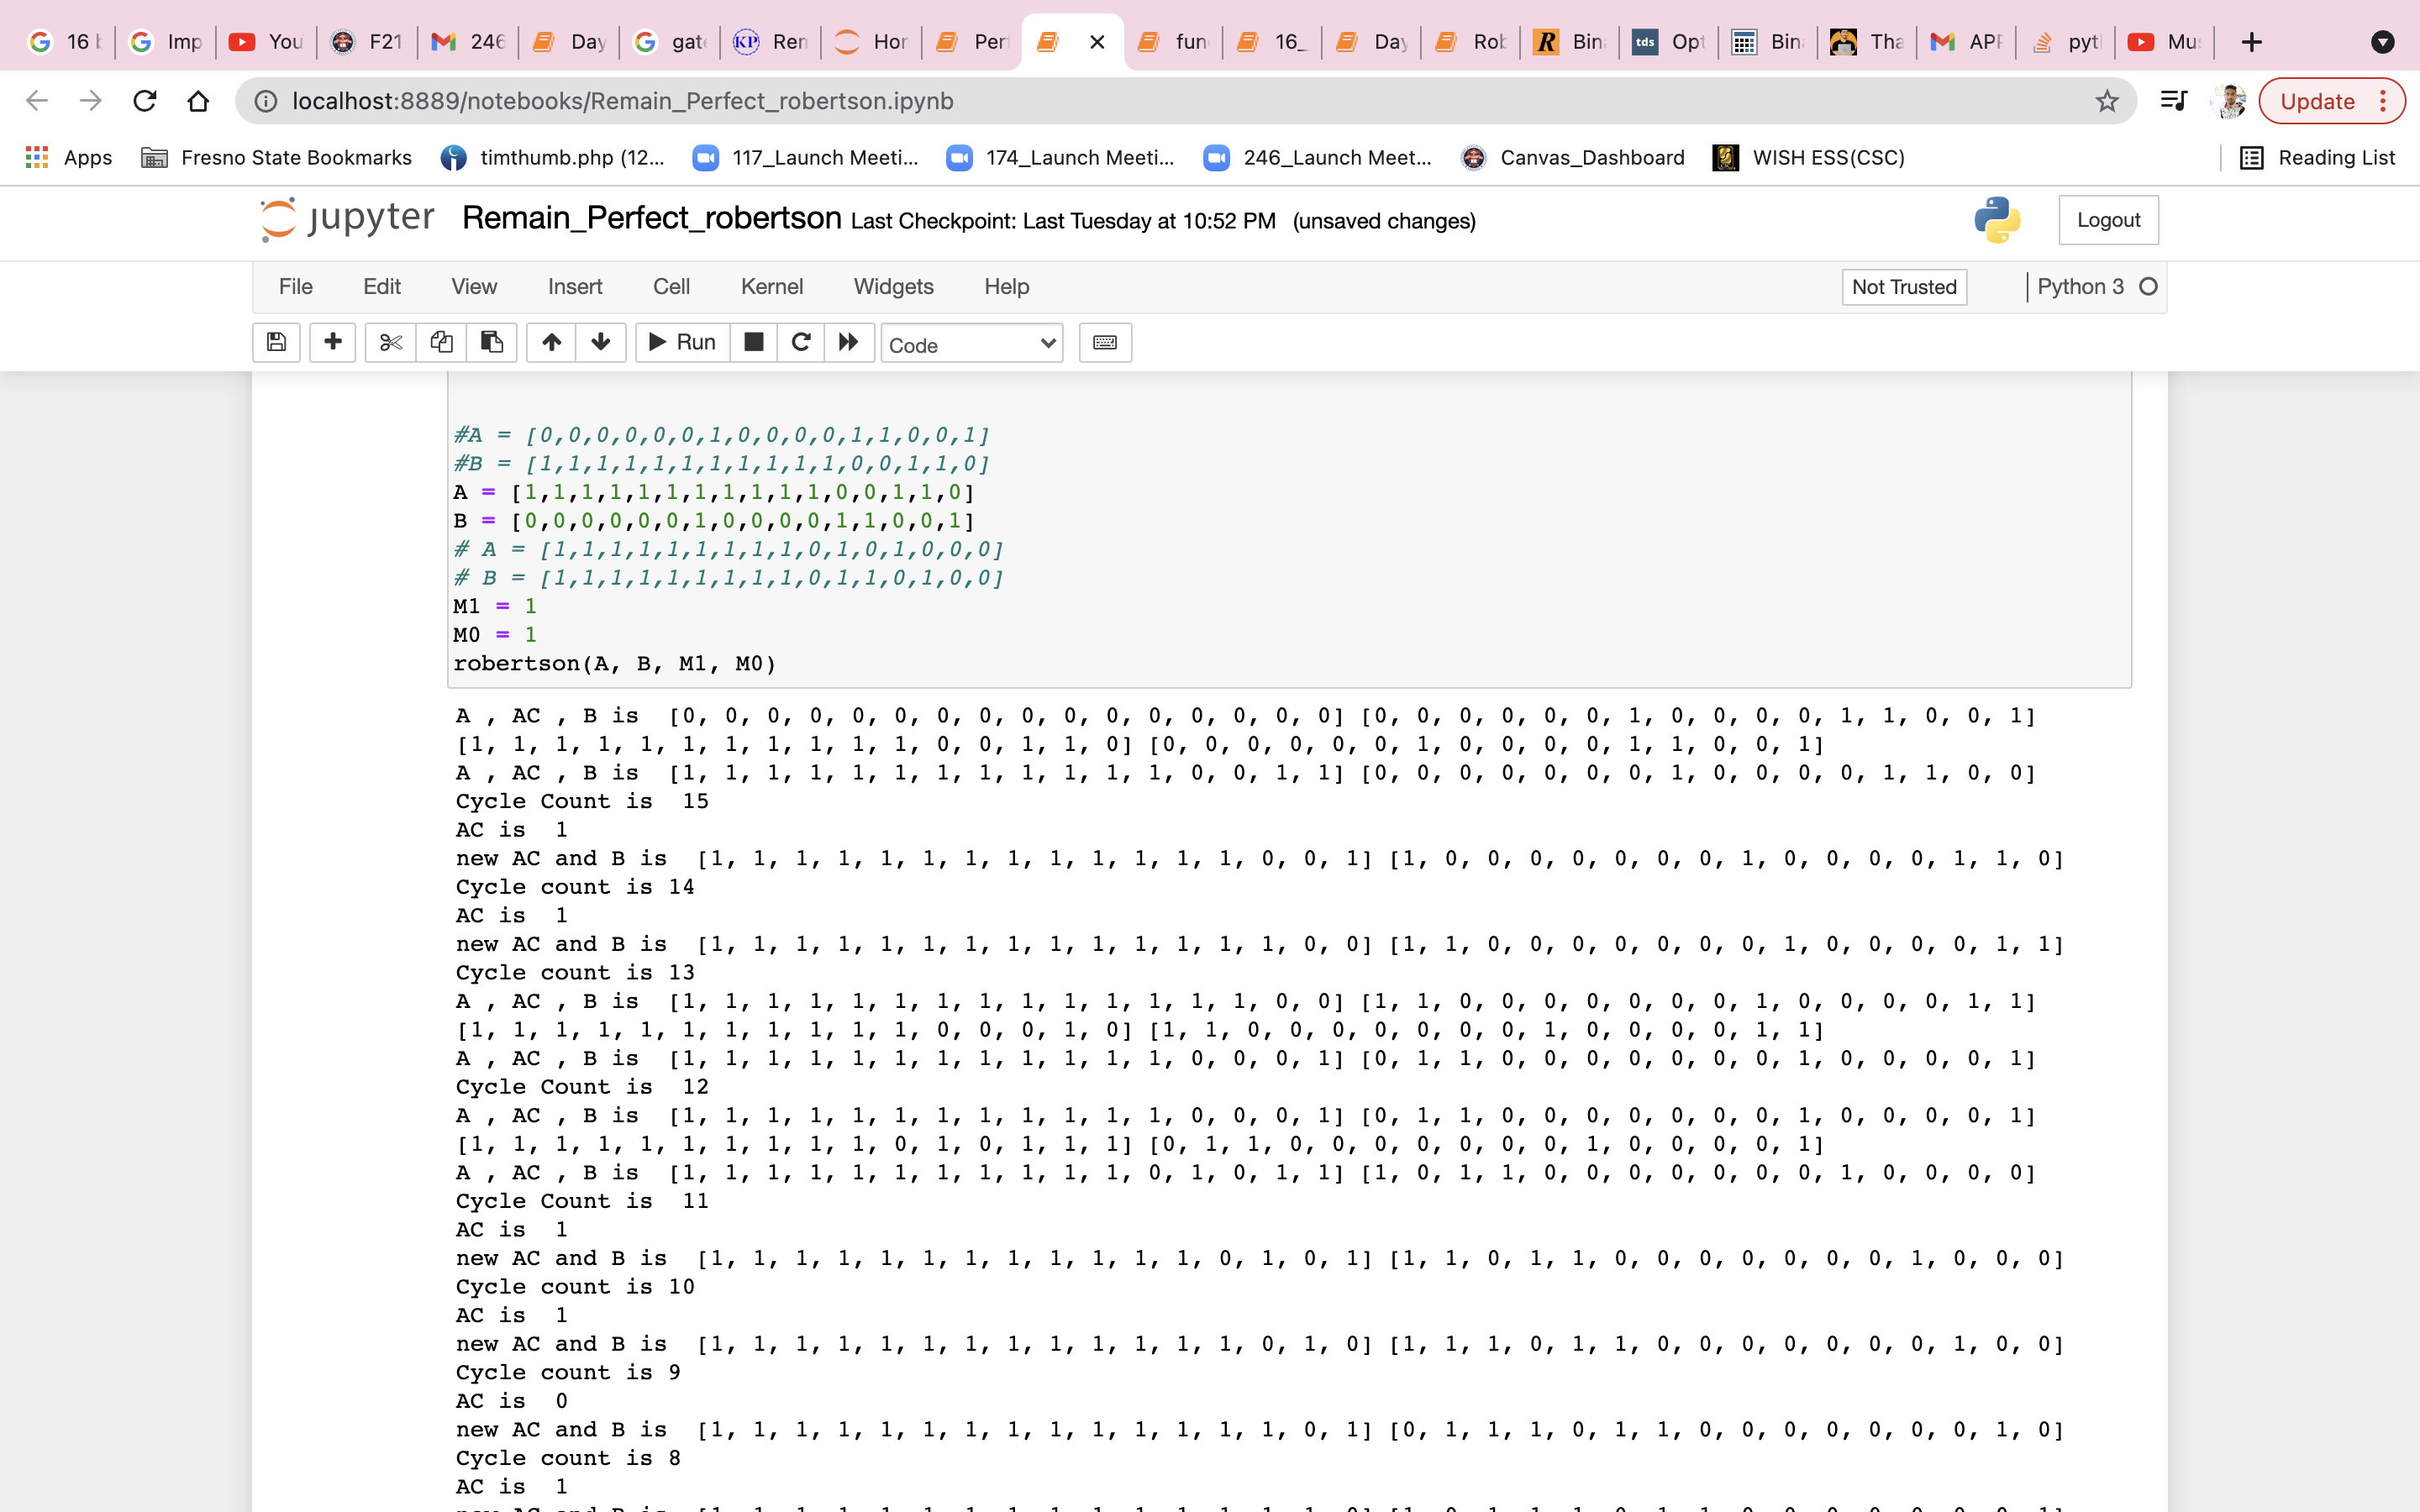 16 b Imp You F21 246 Day gate Ren Hor Per fun 16_ Day Rob Bin Opt Bin Tha APP pyt Mus
localhost:8889/notebooks/Remain_Perfect_robertson.ipynb Update
Apps Fresno State Bookmarks timthumb.php (12... 117_Launch Meeti... 174_Launch Meeti... 246_Launch Meet... Canvas_Dashboard WISH ESS(CSC) Reading List
jupyter Remain_Perfect_robertson Last Checkpoint: Last Tuesday at 10:52 PM (unsaved changes) Logout
File Edit View Insert Cell Kernel Widgets Help Not Trusted Python 3
Run Code
#A = [0,0,0,0,0,0,1,0,0,0,0,1,1,0,0,1]
#B = [1,1,1,1,1,1,1,1,1,1,1,0,0,1,1,0]
A = [1,1,1,1,1,1,1,1,1,1,1,0,0,1,1,0]
B = [0,0,0,0,0,0,1,0,0,0,0,1,1,0,0,1]
# A = [1,1,1,1,1,1,1,1,1,0,1,0,1,0,0,0]
# B = [1,1,1,1,1,1,1,1,1,0,1,1,0,1,0,0]
M1 = 1
M0 = 1
robertson(A, B, M1, M0)
A , AC , B is [0, 0, 0, 0, 0, 0, 0, 0, 0, 0, 0, 0, 0, 0, 0, 0] [0, 0, 0, 0, 0, 0, 1, 0, 0, 0, 0, 1, 1, 0, 0, 1]
[1, 1, 1, 1, 1, 1, 1, 1, 1, 1, 1, 0, 0, 1, 1, 0] [0, 0, 0, 0, 0, 0, 1, 0, 0, 0, 0, 1, 1, 0, 0, 1]
A , AC , B is [1, 1, 1, 1, 1, 1, 1, 1, 1, 1, 1, 1, 0, 0, 1, 1] [0, 0, 0, 0, 0, 0, 0, 1, 0, 0, 0, 0, 1, 1, 0, 0]
Cycle Count is 15
AC is 1
new AC and B is [1, 1, 1, 1, 1, 1, 1, 1, 1, 1, 1, 1, 1, 0, 0, 1] [1, 0, 0, 0, 0, 0, 0, 0, 1, 0, 0, 0, 0, 1, 1, 0]
Cycle count is 14
AC is 1
new AC and B is [1, 1, 1, 1, 1, 1, 1, 1, 1, 1, 1, 1, 1, 1, 0, 0] [1, 1, 0, 0, 0, 0, 0, 0, 0, 1, 0, 0, 0, 0, 1, 1]
Cycle count is 13
A , AC , B is [1, 1, 1, 1, 1, 1, 1, 1, 1, 1, 1, 1, 1, 1, 0, 0] [1, 1, 0, 0, 0, 0, 0, 0, 0, 1, 0, 0, 0, 0, 1, 1]
[1, 1, 1, 1, 1, 1, 1, 1, 1, 1, 1, 0, 0, 0, 1, 0] [1, 1, 0, 0, 0, 0, 0, 0, 0, 1, 0, 0, 0, 0, 1, 1]
A , AC , B is [1, 1, 1, 1, 1, 1, 1, 1, 1, 1, 1, 1, 0, 0, 0, 1] [0, 1, 1, 0, 0, 0, 0, 0, 0, 0, 1, 0, 0, 0, 0, 1]
Cycle Count is 12
A , AC , B is [1, 1, 1, 1, 1, 1, 1, 1, 1, 1, 1, 1, 0, 0, 0, 1] [0, 1, 1, 0, 0, 0, 0, 0, 0, 0, 1, 0, 0, 0, 0, 1]
[1, 1, 1, 1, 1, 1, 1, 1, 1, 1, 0, 1, 0, 1, 1, 1] [0, 1, 1, 0, 0, 0, 0, 0, 0, 0, 1, 0, 0, 0, 0, 1]
A , AC , B is [1, 1, 1, 1, 1, 1, 1, 1, 1, 1, 1, 0, 1, 0, 1, 1] [1, 0, 1, 1, 0, 0, 0, 0, 0, 0, 0, 1, 0, 0, 0, 0]
Cycle Count is 11
AC is 1
new AC and B is [1, 1, 1, 1, 1, 1, 1, 1, 1, 1, 1, 1, 0, 1, 0, 1] [1, 1, 0, 1, 1, 0, 0, 0, 0, 0, 0, 0, 1, 0, 0, 0]
Cycle count is 10
AC is 1
new AC and B is [1, 1, 1, 1, 1, 1, 1, 1, 1, 1, 1, 1, 1, 0, 1, 0] [1, 1, 1, 0, 1, 1, 0, 0, 0, 0, 0, 0, 0, 1, 0, 0]
Cycle count is 9
AC is 0
new AC and B is [1, 1, 1, 1, 1, 1, 1, 1, 1, 1, 1, 1, 1, 1, 0, 1] [0, 1, 1, 1, 0, 1, 1, 0, 0, 0, 0, 0, 0, 0, 1, 0]
Cycle count is 8
AC is 1